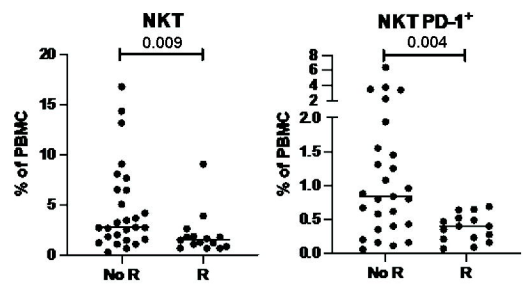 NKT
0.009
% of PBMC
20
15
10
5
0
No R
R
NKT PD-1⁺
0.004
% of PBMC
8
6
4
2
2.0
1.5
1.0
0.5
0.0
No R
R